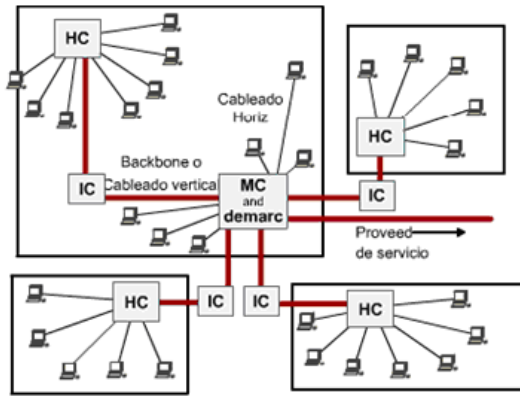 HC
Cableado
Horiz
HC
Backbone o
Cableado vertical
IC
MC
and
demarc
IC
Proveed
de servicio
HC
IC
IC
HC